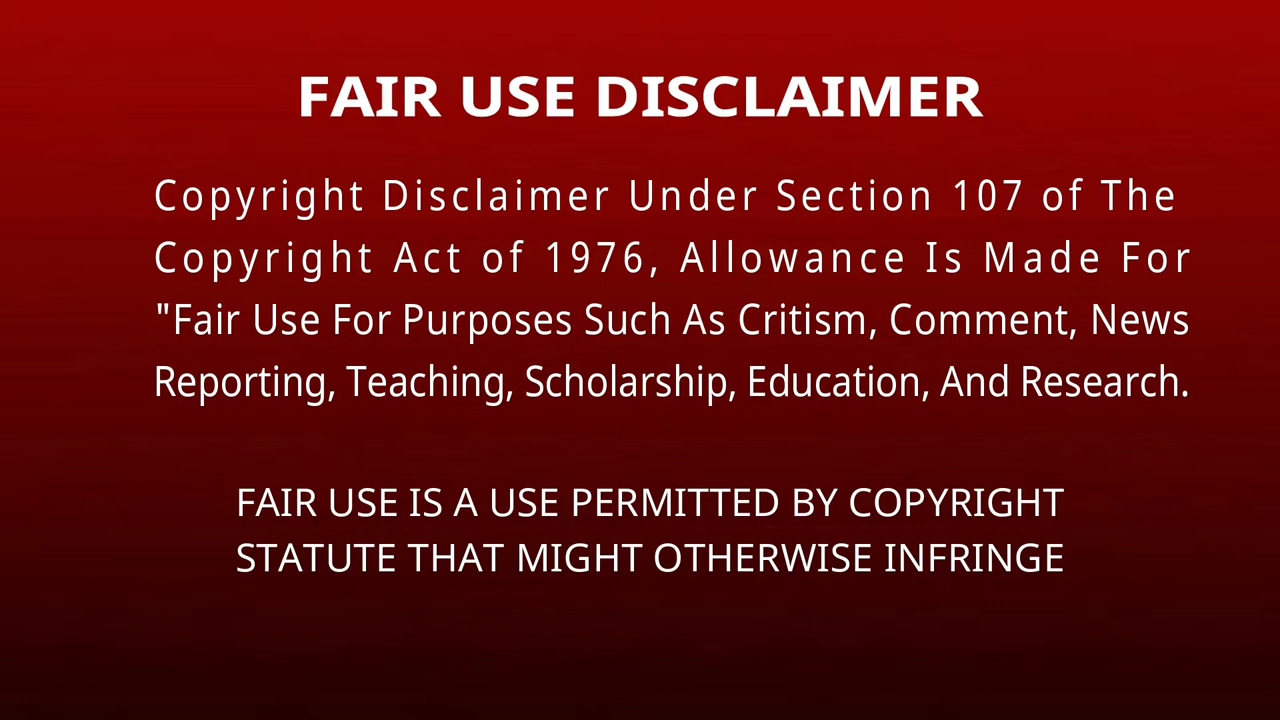 FAIR USE DISCLAIMER
Copyright Disclaimer Under Section 107 of The
Copyright Act of 1976, Allowance Is Made For
"Fair Use For Purposes Such As Critism, Comment, News
Reporting, Teaching, Scholarship, Education, And Research.
FAIR USE IS A USE PERMITTED BY COPYRIGHT
STATUTE THAT MIGHT OTHERWISE INFRINGE